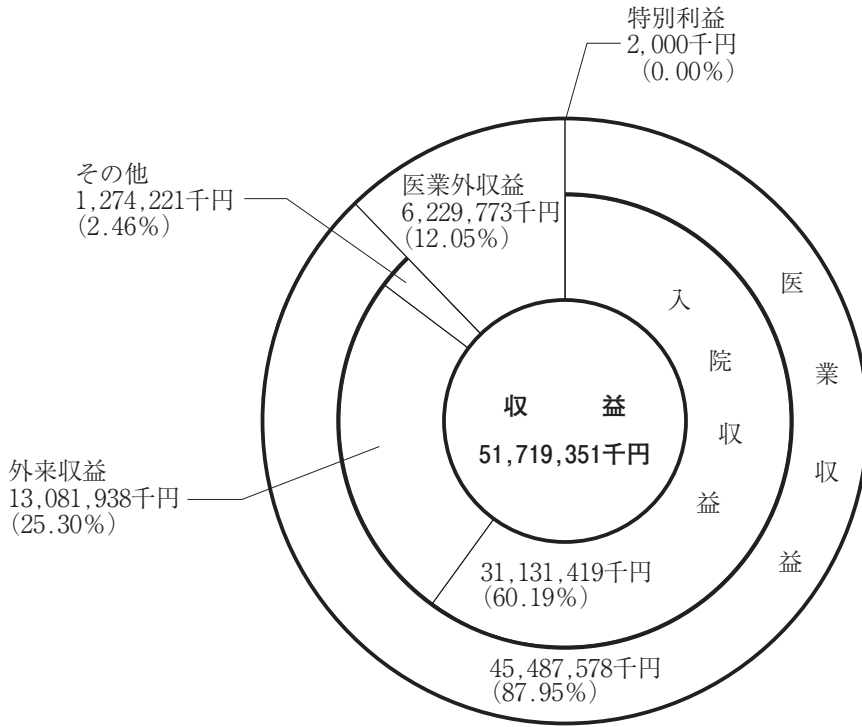 特別利益
2,000千円
(0.00%)
その他
1,274,221千円
(2.46%)
医業外収益
6,229,773千円
(12.05%)
入院収益
医業収益
収　益
51,719,351千円
外来収益
13,081,938千円
(25.30%)
31,131,419千円
(60.19%)
45,487,578千円
(87.95%)